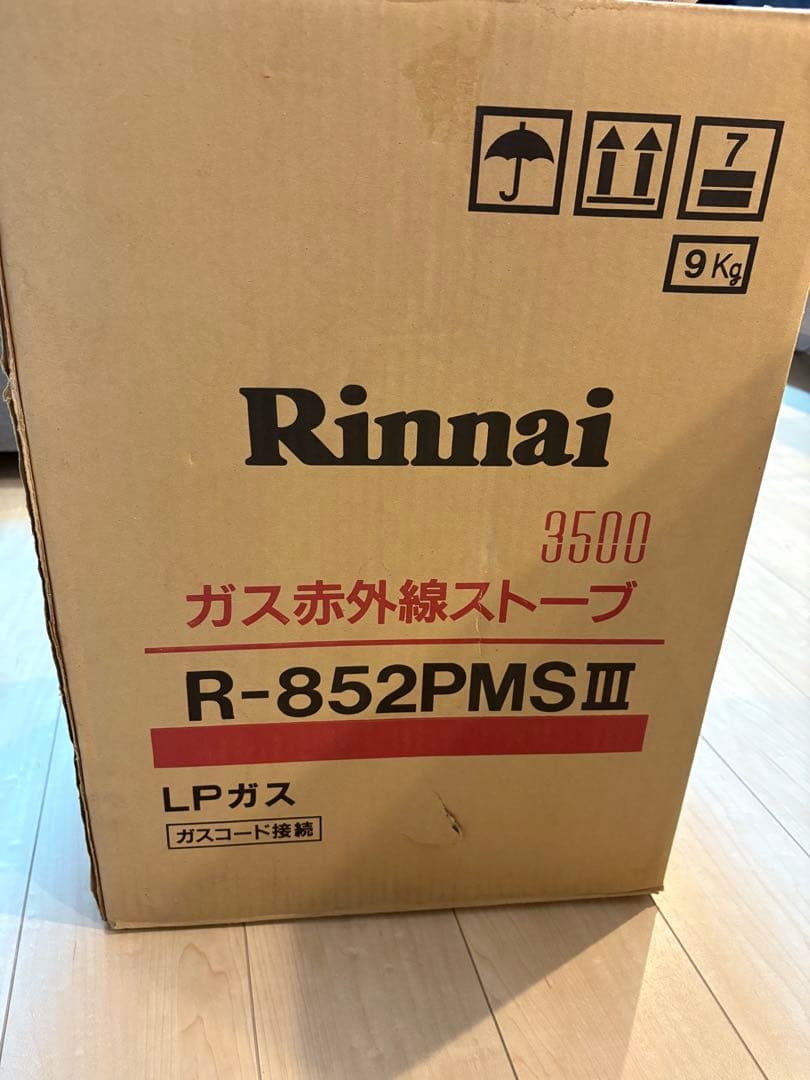 7
9Kg
Rinnai
3500
ガス赤外線ストーブ
R-852PMSⅢ
LPガス
ガスコード接続